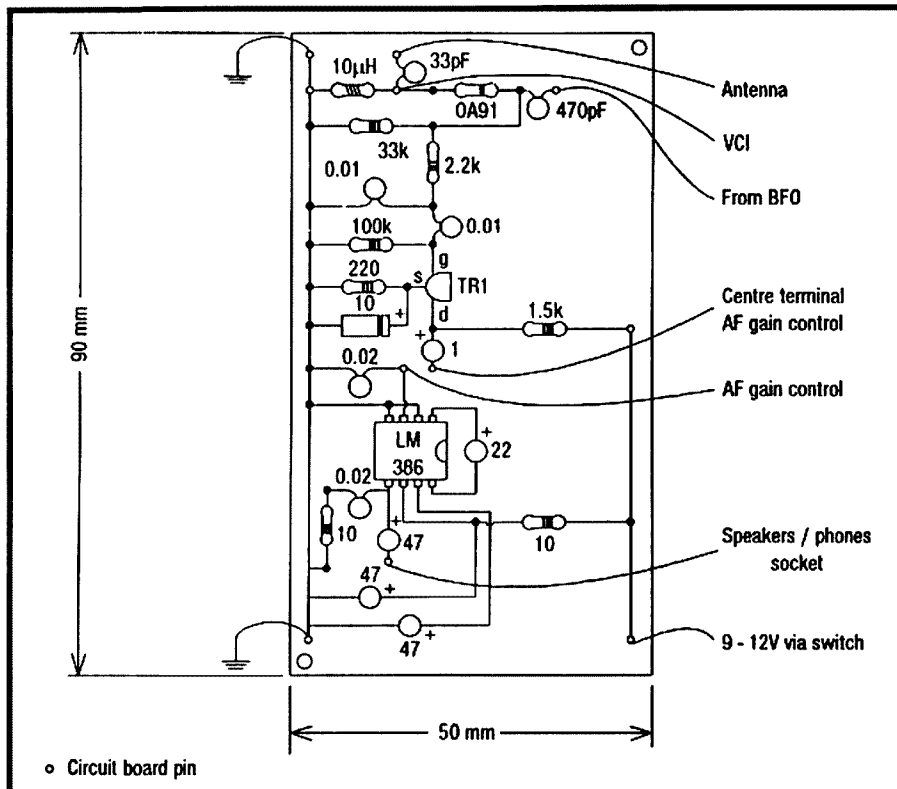 10µH
33pF
Antenna
0A91
470pF
VCI
33k
2.2k
From BFO
0.01
0.01
100k
g
220
s
TR1
10
+
d
Centre terminal
AF gain control
1.5k
+
1
90 mm
0.02
AF gain control
LM
386
+
22
0.02
10
+
47
10
Speakers / phones
socket
47
+
47
+
9 - 12V via switch
50 mm
Circuit board pin